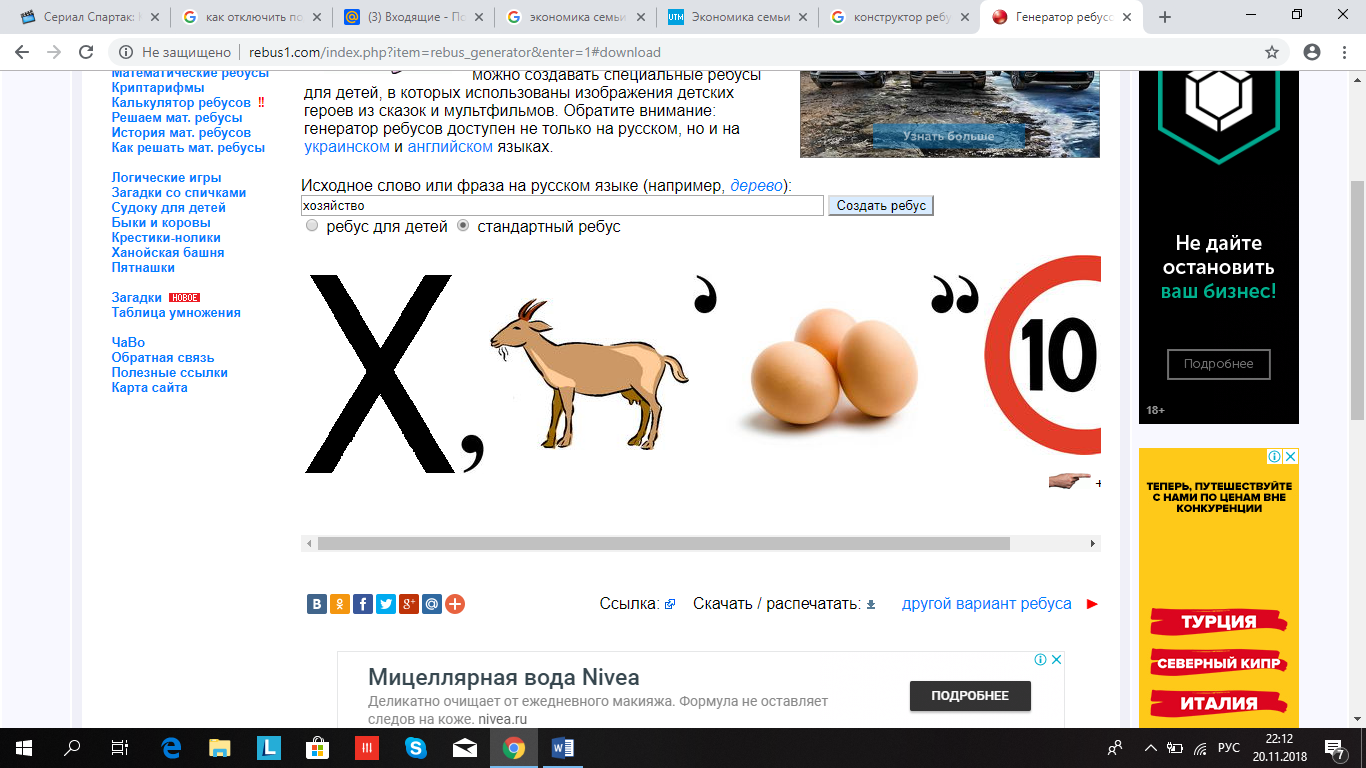 Сериал Спартак: К
как отключить по
(3) Входящие - По
экономика семьи
Экономика семьи
конструктор ребу
Генератор ребусо
Не защищено | rebus1.com/index.php?item=rebus_generator&enter=1#download
Математические ребусы
Криптарифмы
Калькулятор ребусов !!
Решаем мат. ребусы
История мат. ребусов
Как решать мат. ребусы
Логические игры
Загадки со спичками
Судоку для детей
Быки и коровы
Крестики-нолики
Ханойская башня
Пятнашки
Загадки НОВОЕ
Таблица умножения
ЧаВо
Обратная связь
Полезные ссылки
Карта сайта
можно создавать специальные ребусы
для детей, в которых использованы изображения детских
героев из сказок и мультфильмов. Обратите внимание:
генератор ребусов доступен не только на русском, но и на
украинском и английском языках.
Узнать больше
Исходное слово или фраза на русском языке (например, дерево):
хозяйство
Создать ребус
ребус для детей стандартный ребус
Х , ’ ’’ 10
+
Ссылка: Скачать / распечатать: другой вариант ребуса ►
Мицеллярная вода Nivea
Деликатно очищает от ежедневного макияжа. Формула не оставляет
следов на коже. nivea.ru
ПОДРОБНЕЕ
Не дайте
остановить
ваш бизнес!
Подробнее
18+
ТЕПЕРЬ, ПУТЕШЕСТВУЙТЕ
С НАМИ ПО ЦЕНАМ ВНЕ
КОНКУРЕНЦИИ
ТУРЦИЯ
СЕВЕРНЫЙ КИПР
ИТАЛИЯ
РУС
22:12
20.11.2018
7